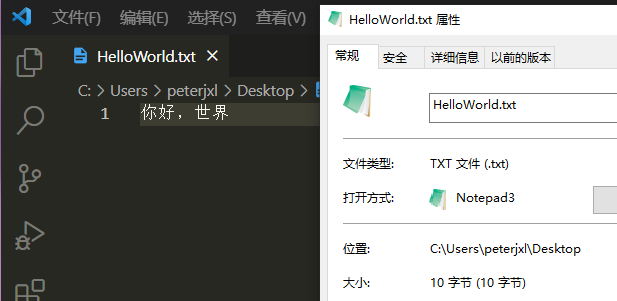 文件(F) 编辑(E) 选择(S) 查看(V)
HelloWorld.txt
C: > Users > peterjxl > Desktop >
1 你好，世界
HelloWorld.txt 属性
常规 安全 详细信息 以前的版本
HelloWorld.txt
文件类型: TXT 文件 (.txt)
打开方式: Notepad3
位置: C:\Users\peterjxl\Desktop
大小: 10 字节 (10 字节)